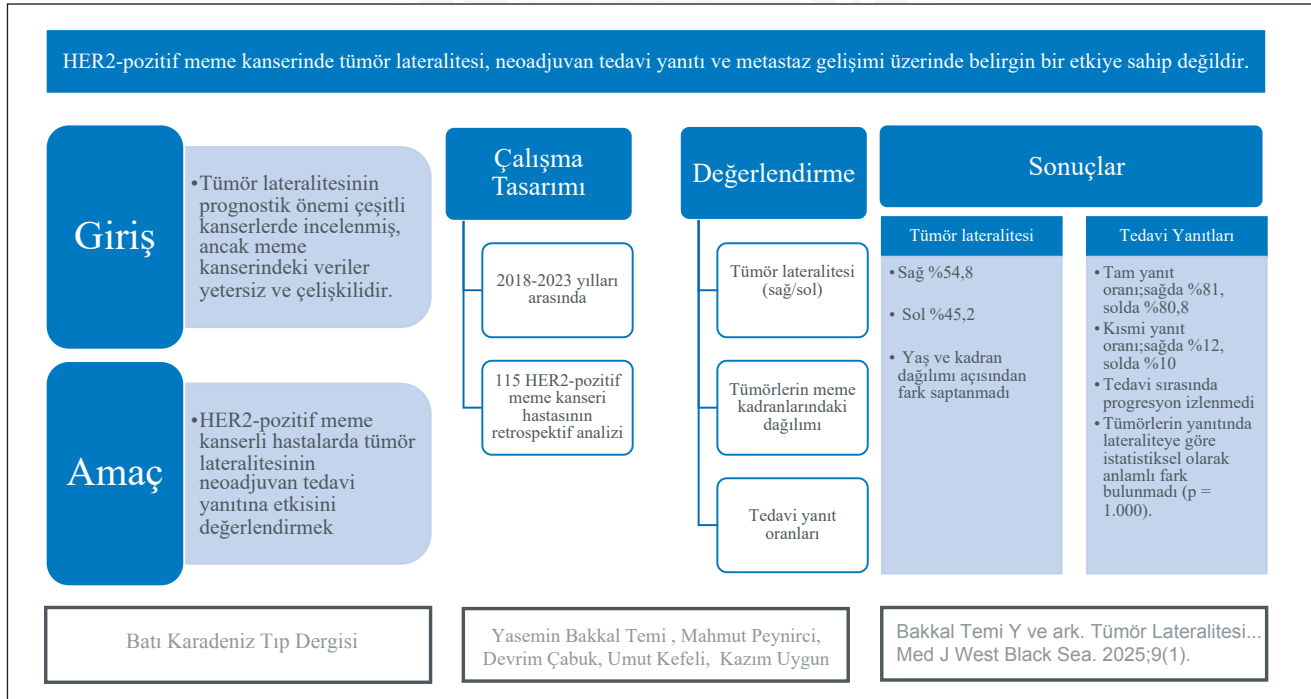 HER2-pozitif meme kanserinde tümör lateralitesi, neoadjuvan tedavi yanıtı ve metastaz gelişimi üzerinde belirgin bir etkiye sahip değildir.
Giriş
•Tümör lateralitesinin
prognostik önemi çeşitli
kanserlerde incelenmiş,
ancak meme
kanserindeki veriler
yetersiz ve çelişkilidir.
Amaç
•HER2-pozitif meme
kanserli hastalarda tümör
lateralitesinin
neoadjuvan tedavi
yanıtına etkisini
değerlendirmek
Çalışma
Tasarımı
2018-2023 yılları
arasında
115 HER2-pozitif
meme kanseri
hastasının
retrospektif analizi
Değerlendirme
Tümör lateralitesi
(sağ/sol)
Tümörlerin meme
kadranlarındaki
dağılımı
Tedavi yanıt
oranları
Sonuçlar
Tümör lateralitesi
•Sağ %54,8
• Sol %45,2
• Yaş ve kadran
dağılımı açısından
fark saptanmadı
Tedavi Yanıtları
•Tam yanıt
oranı;sağda %81,
solda %80,8
•Kısmi yanıt
oranı;sağda %12,
solda %10
•Tedavi sırasında
progresyon izlenmedi
•Tümörlerin yanıtında
lateraliteye göre
istatistiksel olarak
anlamlı fark
bulunmadı (p =
1.000).
Batı Karadeniz Tıp Dergisi
Yasemin Bakkal Temi , Mahmut Peynirci,
Devrim Çabuk, Umut Kefeli, Kazım Uygun
Bakkal Temi Y ve ark. Tümör Lateralitesi...
Med J West Black Sea. 2025;9(1).